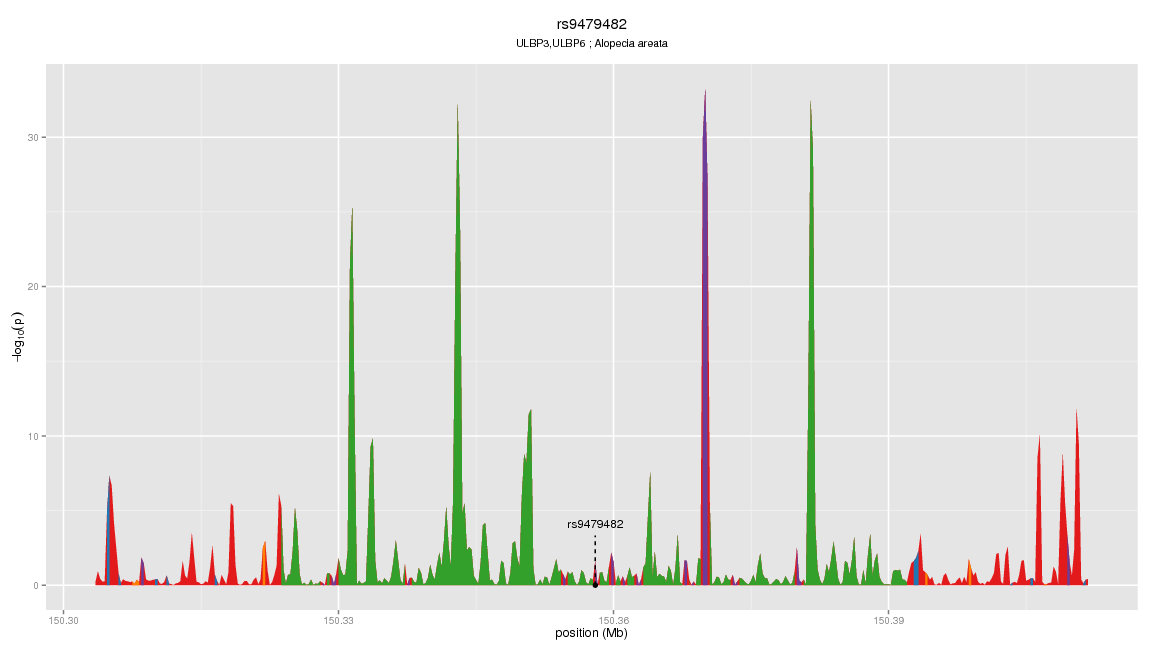 rs9479482
ULBP3,ULBP6 ; Alopecia areata
30
20
10
0
rs9479482
150.30
150.33
150.36
150.39
position (Mb)
−log10(p)